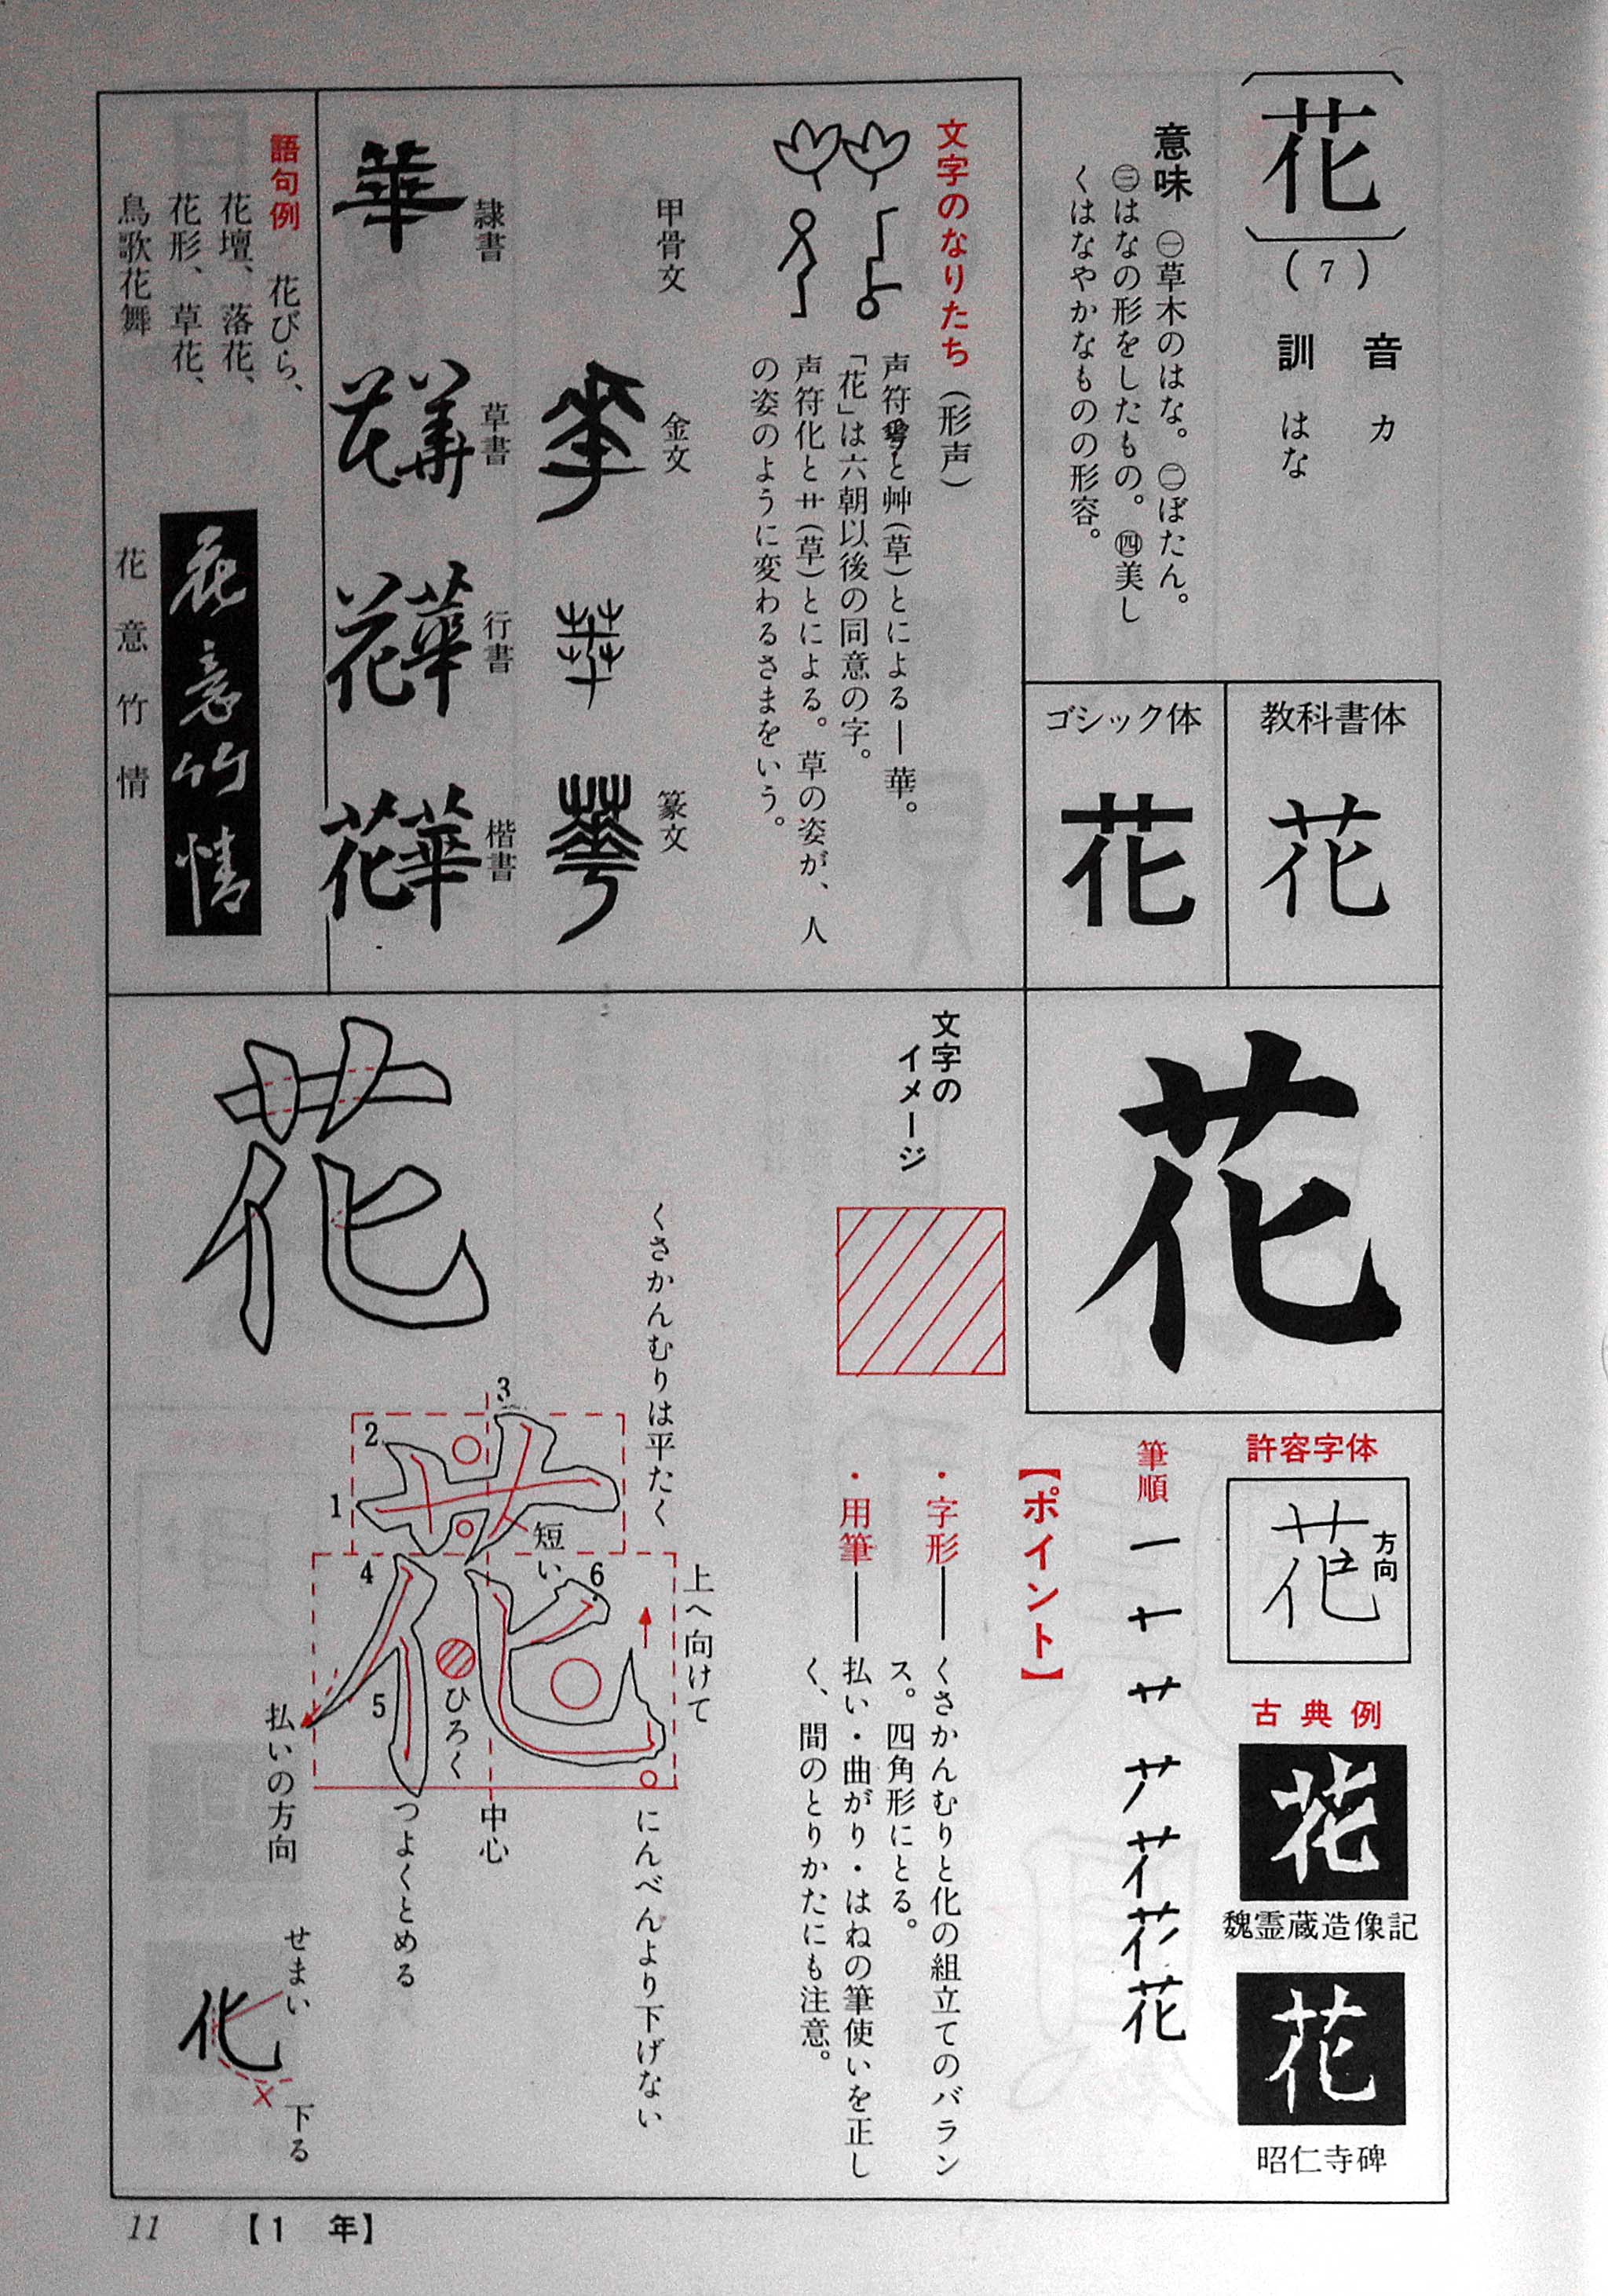 花
(7)
音 カ
訓 はな
意味 ㊀草木のはな。㊁ぼたん。
㊂はなの形をしたもの。㊃美し
くはなやかなものの形容。
教科書体
花
ゴシック体
花
文字のなりたち(形声)
声符と艸(草)とによる—華。
「花」は六朝以後の同意の字。
声符化とサ(草)とによる。草の姿が、人
の姿のように変わるさまをいう。
甲骨文
金文
篆文
隷書
華
草書
華
花
行書
華
花
楷書
華
花
語句例 花びら、
花壇、落花、
花形、草花、
鳥歌花舞
花意竹情
花意竹情
花
許容字体
花
方向
古典例
花
魏霊蔵造像記
花
昭仁寺碑
筆順
花
【ポイント】
・字形—くさかんむりと化の組立てのバラン
ス。四角形にとる。
・用筆—払い・曲がり・はねの筆使いを正し
く、間のとりかたにも注意。
文字の
イメージ
花
くさかんむりは平たく
上へ向けて
花
1
2
3
4
5
6
短い
ひろく
中心
にんべんより下げない
つよくとめる
払いの方向
せまい
化
下る
11
【1 年】